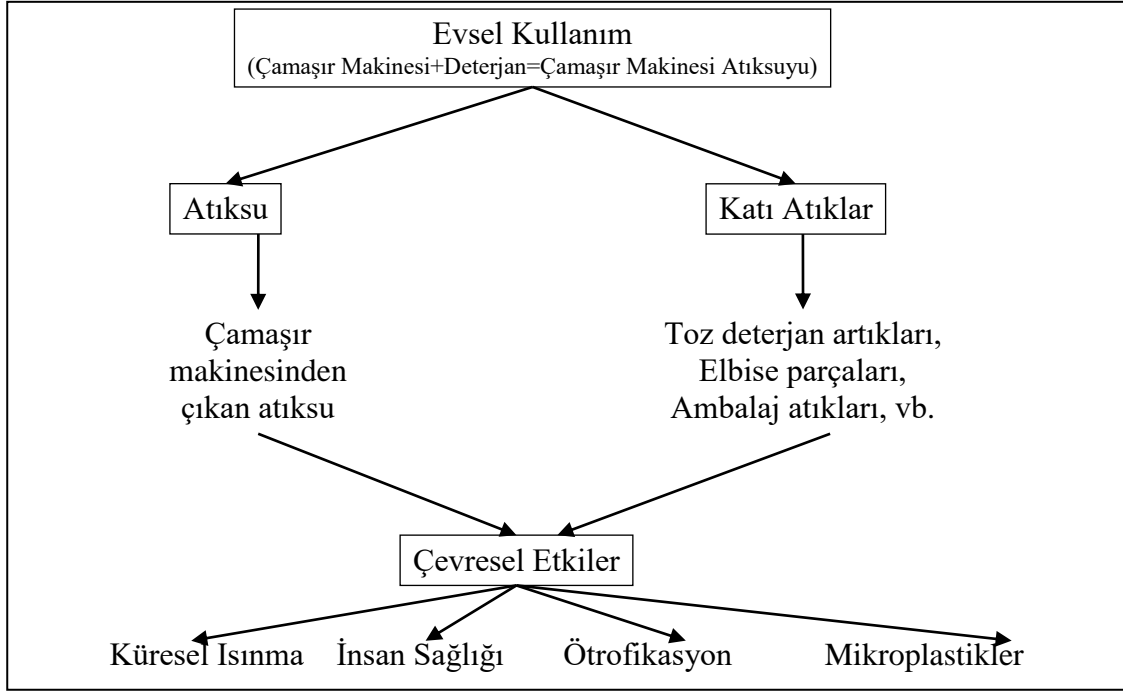 Evsel Kullanım
(Çamaşır Makinesi+Deterjan=Çamaşır Makinesi Atıksuyu)
Atıksu
Katı Atıklar
Çamaşır
makinesinden
çıkan atıksu
Toz deterjan artıkları,
Elbise parçaları,
Ambalaj atıkları, vb.
Çevresel Etkiler
Küresel Isınma
İnsan Sağlığı
Ötrofikasyon
Mikroplastikler